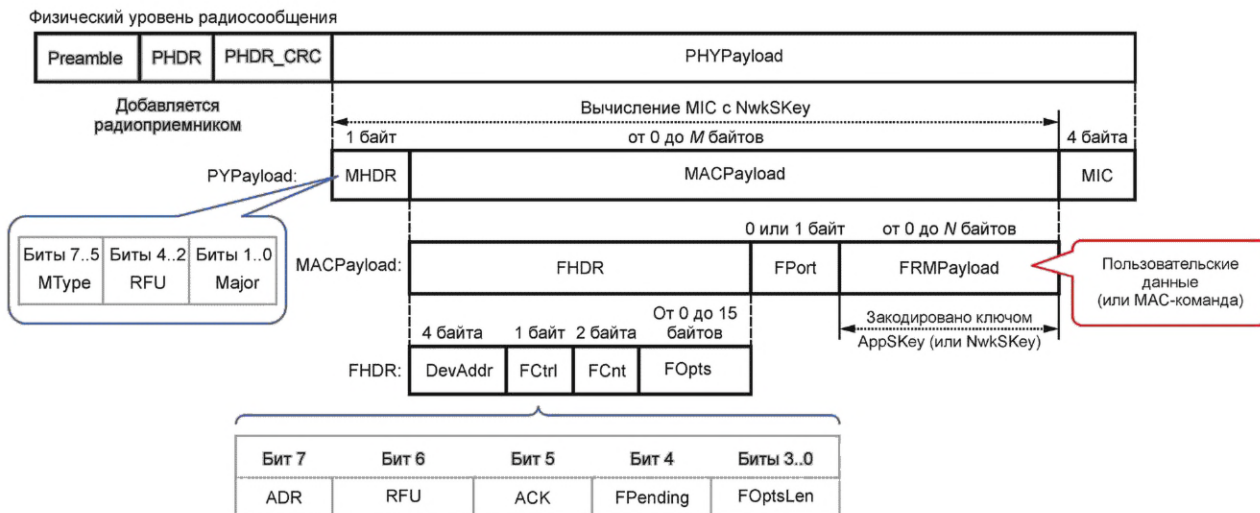 Физический уровень радиосообщения
Preamble PHDR PHDR_CRC PHYPayload
Добавляется
радиоприемником
Вычисление MIC с NwkSKey
1 байт от 0 до M байтов 4 байта
PYPayload: MHDR MACPayload MIC
Биты 7..5 Биты 4..2 Биты 1..0
MType RFU Major
0 или 1 байт от 0 до N байтов
MACPayload: FHDR FPort FRMPayload
Пользовательские
данные
(или MAC-команда)
Закодировано ключом
AppSKey (или NwkSKey)
От 0 до 15
4 байта 1 байт 2 байта байтов
FHDR: DevAddr FCtrl FCnt FOpts
Бит 7 Бит 6 Бит 5 Бит 4 Биты 3..0
ADR RFU ACK FPending FOptsLen